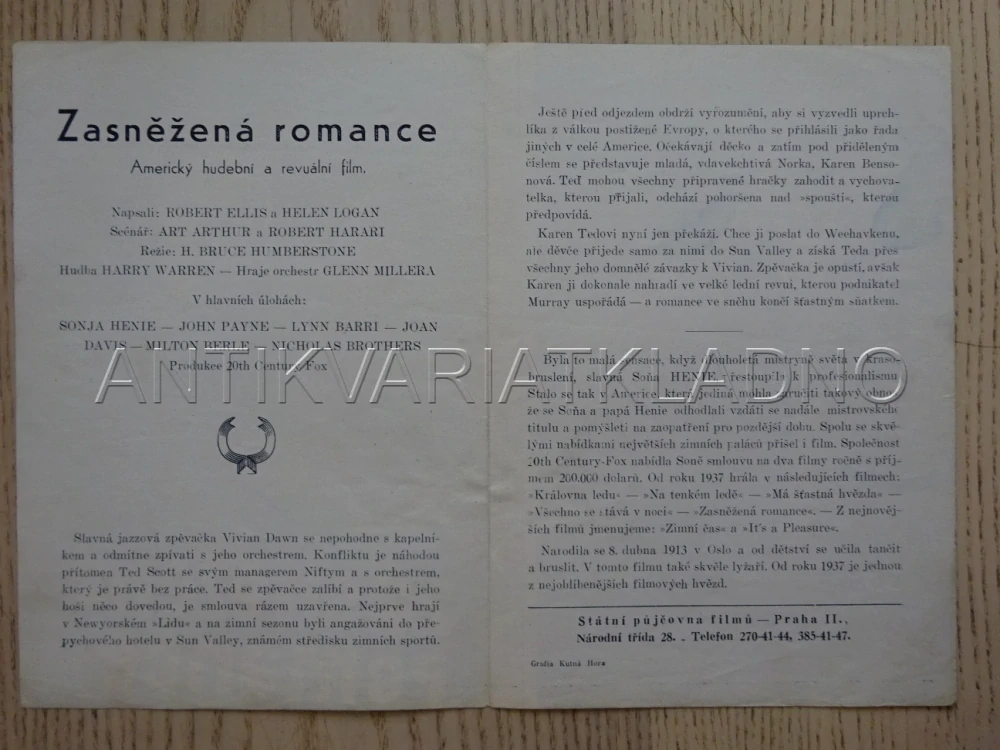 Zasněžená romance
Americký hudební a revuální film.
Napsali: ROBERT ELLIS a HELEN LOGAN
Scénář: ART ARTHUR a ROBERT HARARI
Režie: H. BRUCE HUMBERSTONE
Hudba HARRY WARREN — Hraje orchestr GLENN MILLERA
V hlavních úlohách:
SONJA HENIE — JOHN PAYNE — LYNN BARRI — JOAN
DAVIS — MILTON BERLE — NICHOLAS BROTHERS
Produkce 20th Century-Fox
Slavná jazzová zpěvačka Vivian Dawn se nepohodne s kapelní-
kem a odmítne zpívati s jeho orchestrem. Konfliktu je náhodou
přítomen Ted Scott se svým managerem Niftym a s orchestrem,
který je právě bez práce. Ted se zpěvačce zalíbí a protože i jeho
hoši něco dovedou, je smlouva rázem uzavřena. Nejprve hrají
v Newyorském »Lidu« a na zimní sezonu byli angažováni do pře-
pychového hotelu v Sun Valley, známém středisku zimních sportů.
Ještě před odjezdem obdrží vyrozumění, aby si vyzvedli uprch-
líka z válkou postižené Evropy, o kterého se přihlásili jako řada
jiných v celé Americe. Očekávají děcko a zatím pod přiděleným
číslem se představuje mladá, vdavekchtivá Norka, Karen Benso-
nová. Teď mohou všechny připravené hračky zahodit a vychova-
telka, kterou přijali, odchází pohoršena nad »spouští«, kterou
předpovídá.
Karen Tedovi nyní jen překáží. Chce ji poslat do Weehavkenu,
ale děvče přijede samo za nimi do Sun Valley a získá Teda přes
všechny jeho domnělé závazky k Vivian. Zpěvačka je opustí, avšak
Karen ji dokonale nahradí ve velké lední revui, kterou podnikatel
Murray uspořádá — a romance ve sněhu končí šťastným sňatkem.
Byla to malá sensace, když dlouholetá mistryně světa v kraso-
bruslení, slavná Soňa HENIE přestoupila k profesionalismu
Stalo se tak v Americe, která jediná mohla zaručiti takový obno-
že se Soňa a papá Henie odhodlali vzdáti se nadále mistrovského
titulu a pomýšleti na zaopatření pro pozdější dobu. Spolu se skvě-
lými nabídkami největších zimních paláců přišel i film. Společnost
20th Century-Fox nabídla Soně smlouvu na dva filmy ročně s příj-
mem 200.000 dolarů. Od roku 1937 hrála v následujících filmech:
»Královna ledu« — »Na tenkém ledě« — »Má šťastná hvězda« —
»Všechno se stává v noci« — »Zasněžená romance«. — Z nejnověj-
ších filmů jmenujeme: »Zimní čas« a »It's a Pleasure«.
Narodila se 8. dubna 1913 v Oslo a od dětství se učila tančit
a bruslit. V tomto filmu také skvěle lyžaří. Od roku 1937 je jednou
z nejoblíbenějších filmových hvězd.
Státní půjčovna filmů — Praha II.,
Národní třída 28. - Telefon 270-41-44, 385-41-47.
Grafia Kutná Hora
ANTIKVARIAT KLADNO